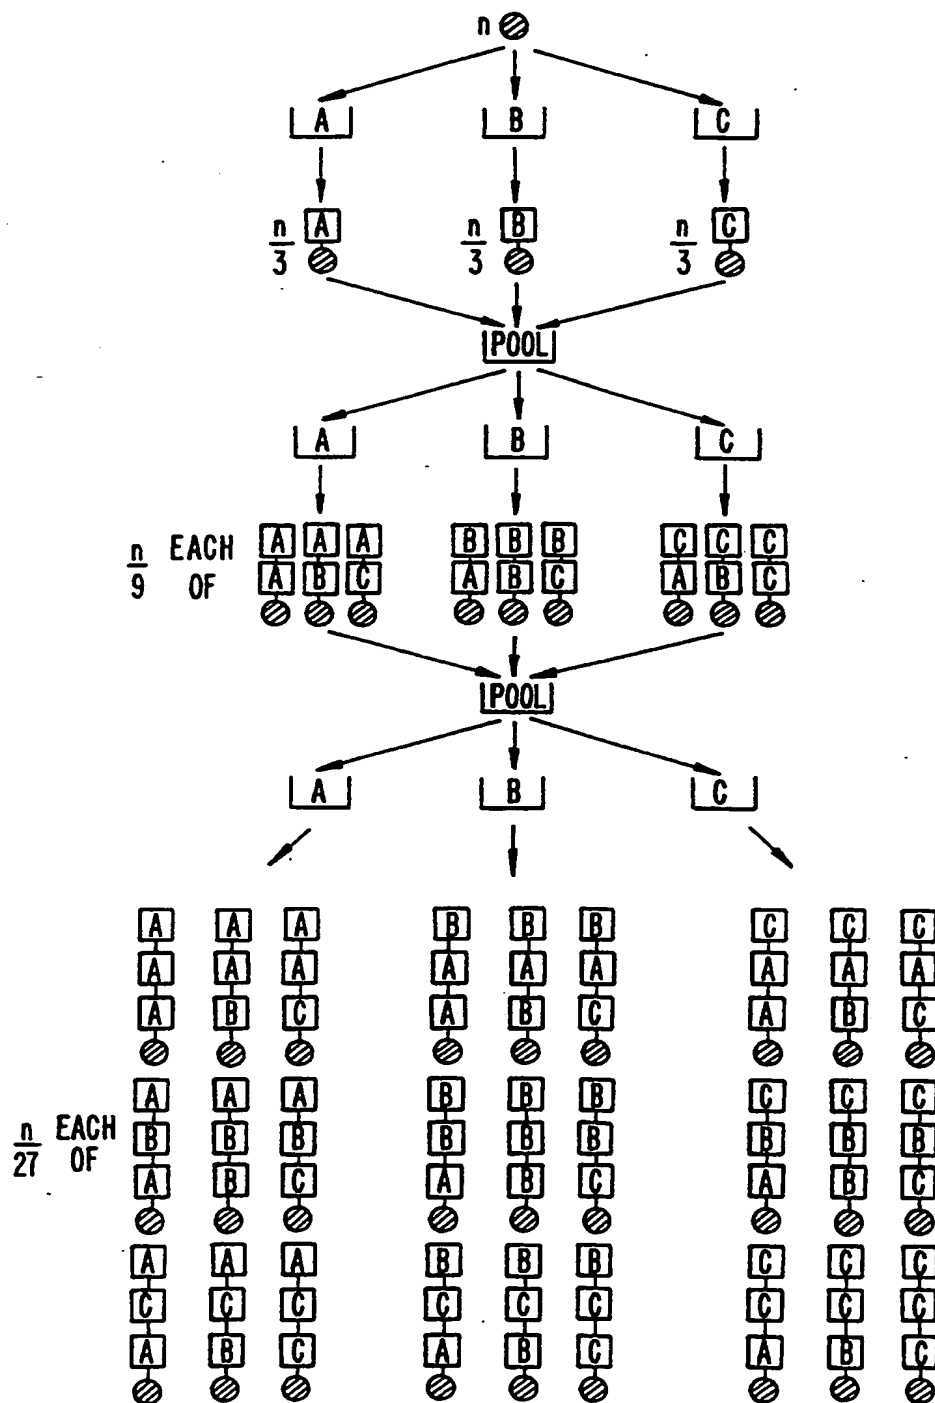 n
A B C
n/3 A n/3 B n/3 C
POOL
A B C
n/9 EACH OF
A A A B B B C C C
A B C A B C A B C
POOL
A B C
A A A B B B C C C
A A A A A A A A A
A B C A B C A B C
n/27 EACH OF
A A A B B B C C C
B B B B B B B B B
A B C A B C A B C
A A A B B B C C C
C C C C C C C C C
A B C A B C A B C